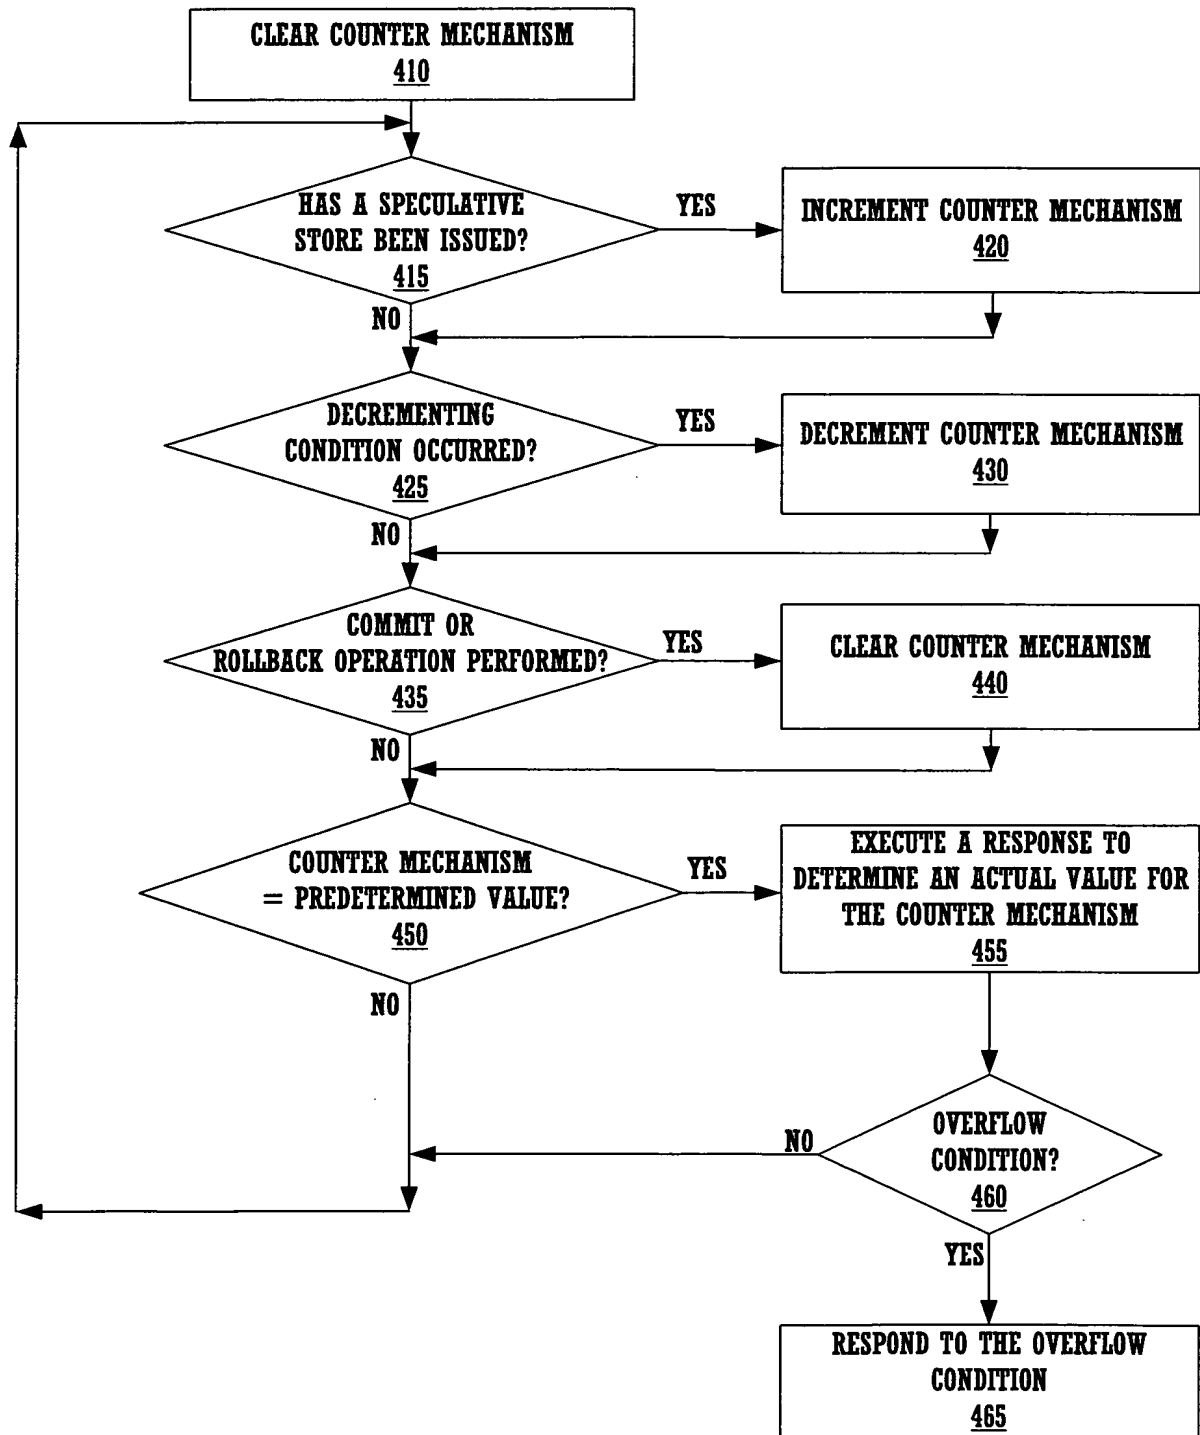 CLEAR COUNTER MECHANISM
410
HAS A SPECULATIVE
STORE BEEN ISSUED?
415
YES
INCREMENT COUNTER MECHANISM
420
NO
DECREMENTING
CONDITION OCCURRED?
425
YES
DECREMENT COUNTER MECHANISM
430
NO
COMMIT OR
ROLLBACK OPERATION PERFORMED?
435
YES
CLEAR COUNTER MECHANISM
440
NO
COUNTER MECHANISM
= PREDETERMINED VALUE?
450
YES
EXECUTE A RESPONSE TO
DETERMINE AN ACTUAL VALUE FOR
THE COUNTER MECHANISM
455
NO
OVERFLOW
CONDITION?
460
NO
YES
RESPOND TO THE OVERFLOW
CONDITION
465